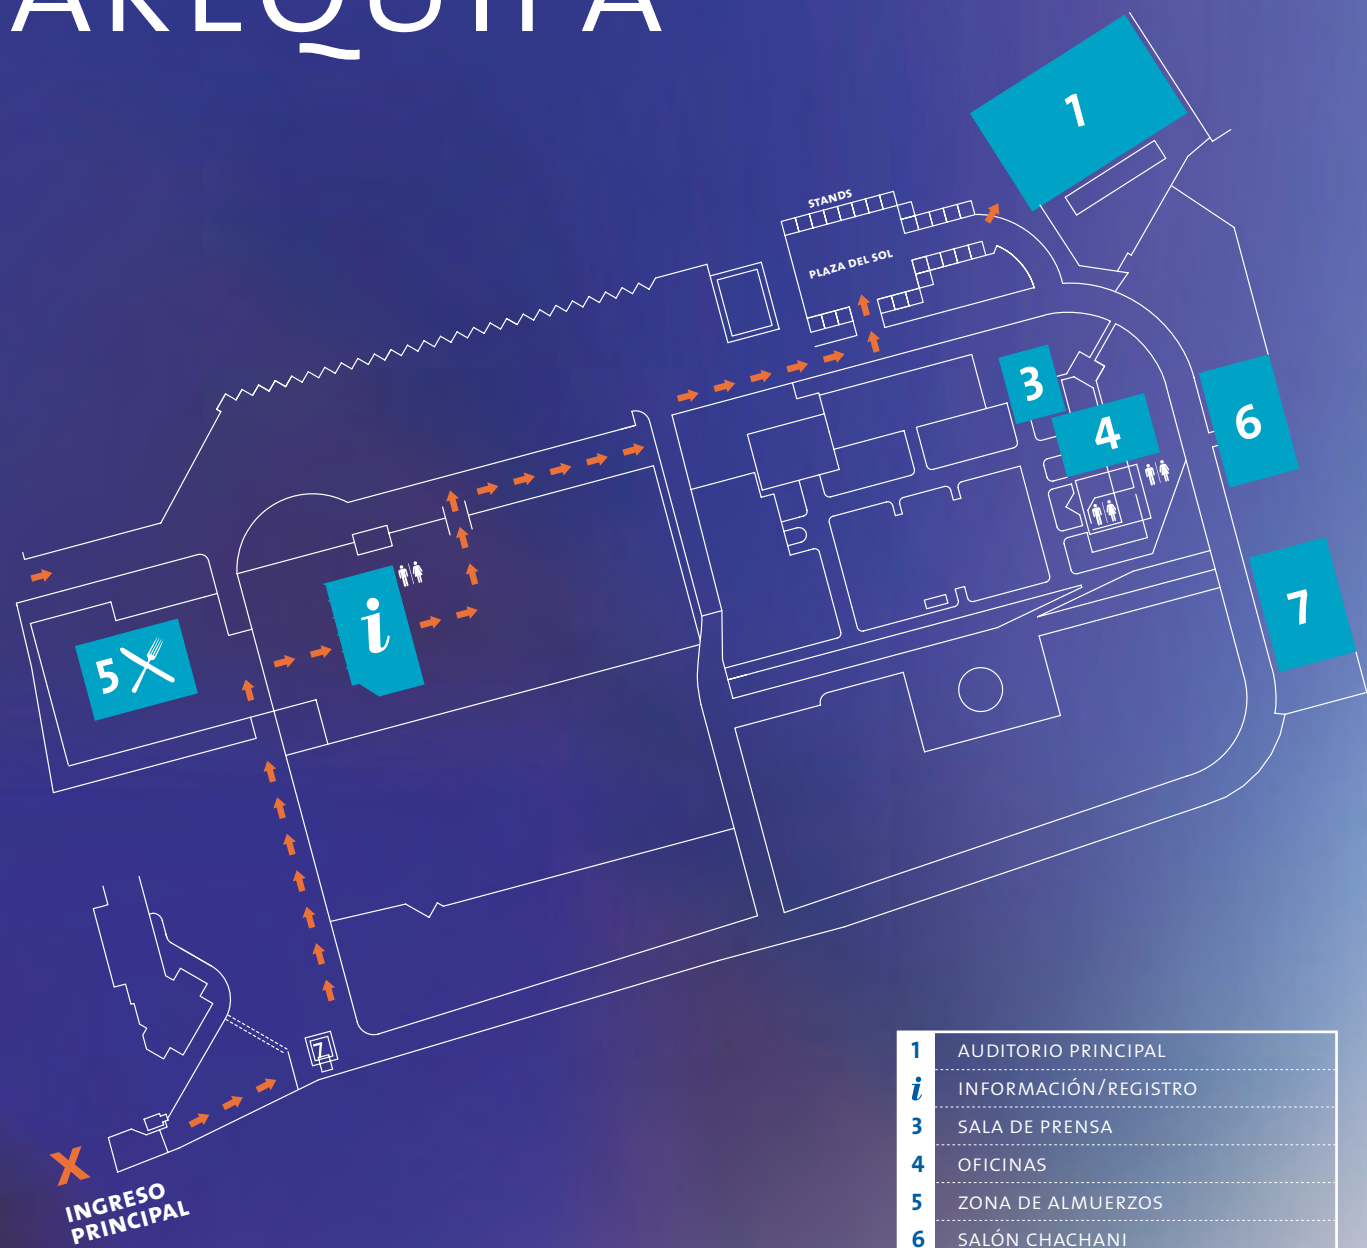 AREQUIPA
1
STANDS
PLAZA DEL SOL
3
4
6
7
i
5
Z
X
INGRESO
PRINCIPAL
1 AUDITORIO PRINCIPAL
i INFORMACIÓN/REGISTRO
3 SALA DE PRENSA
4 OFICINAS
5 ZONA DE ALMUERZOS
6 SALÓN CHACHANI